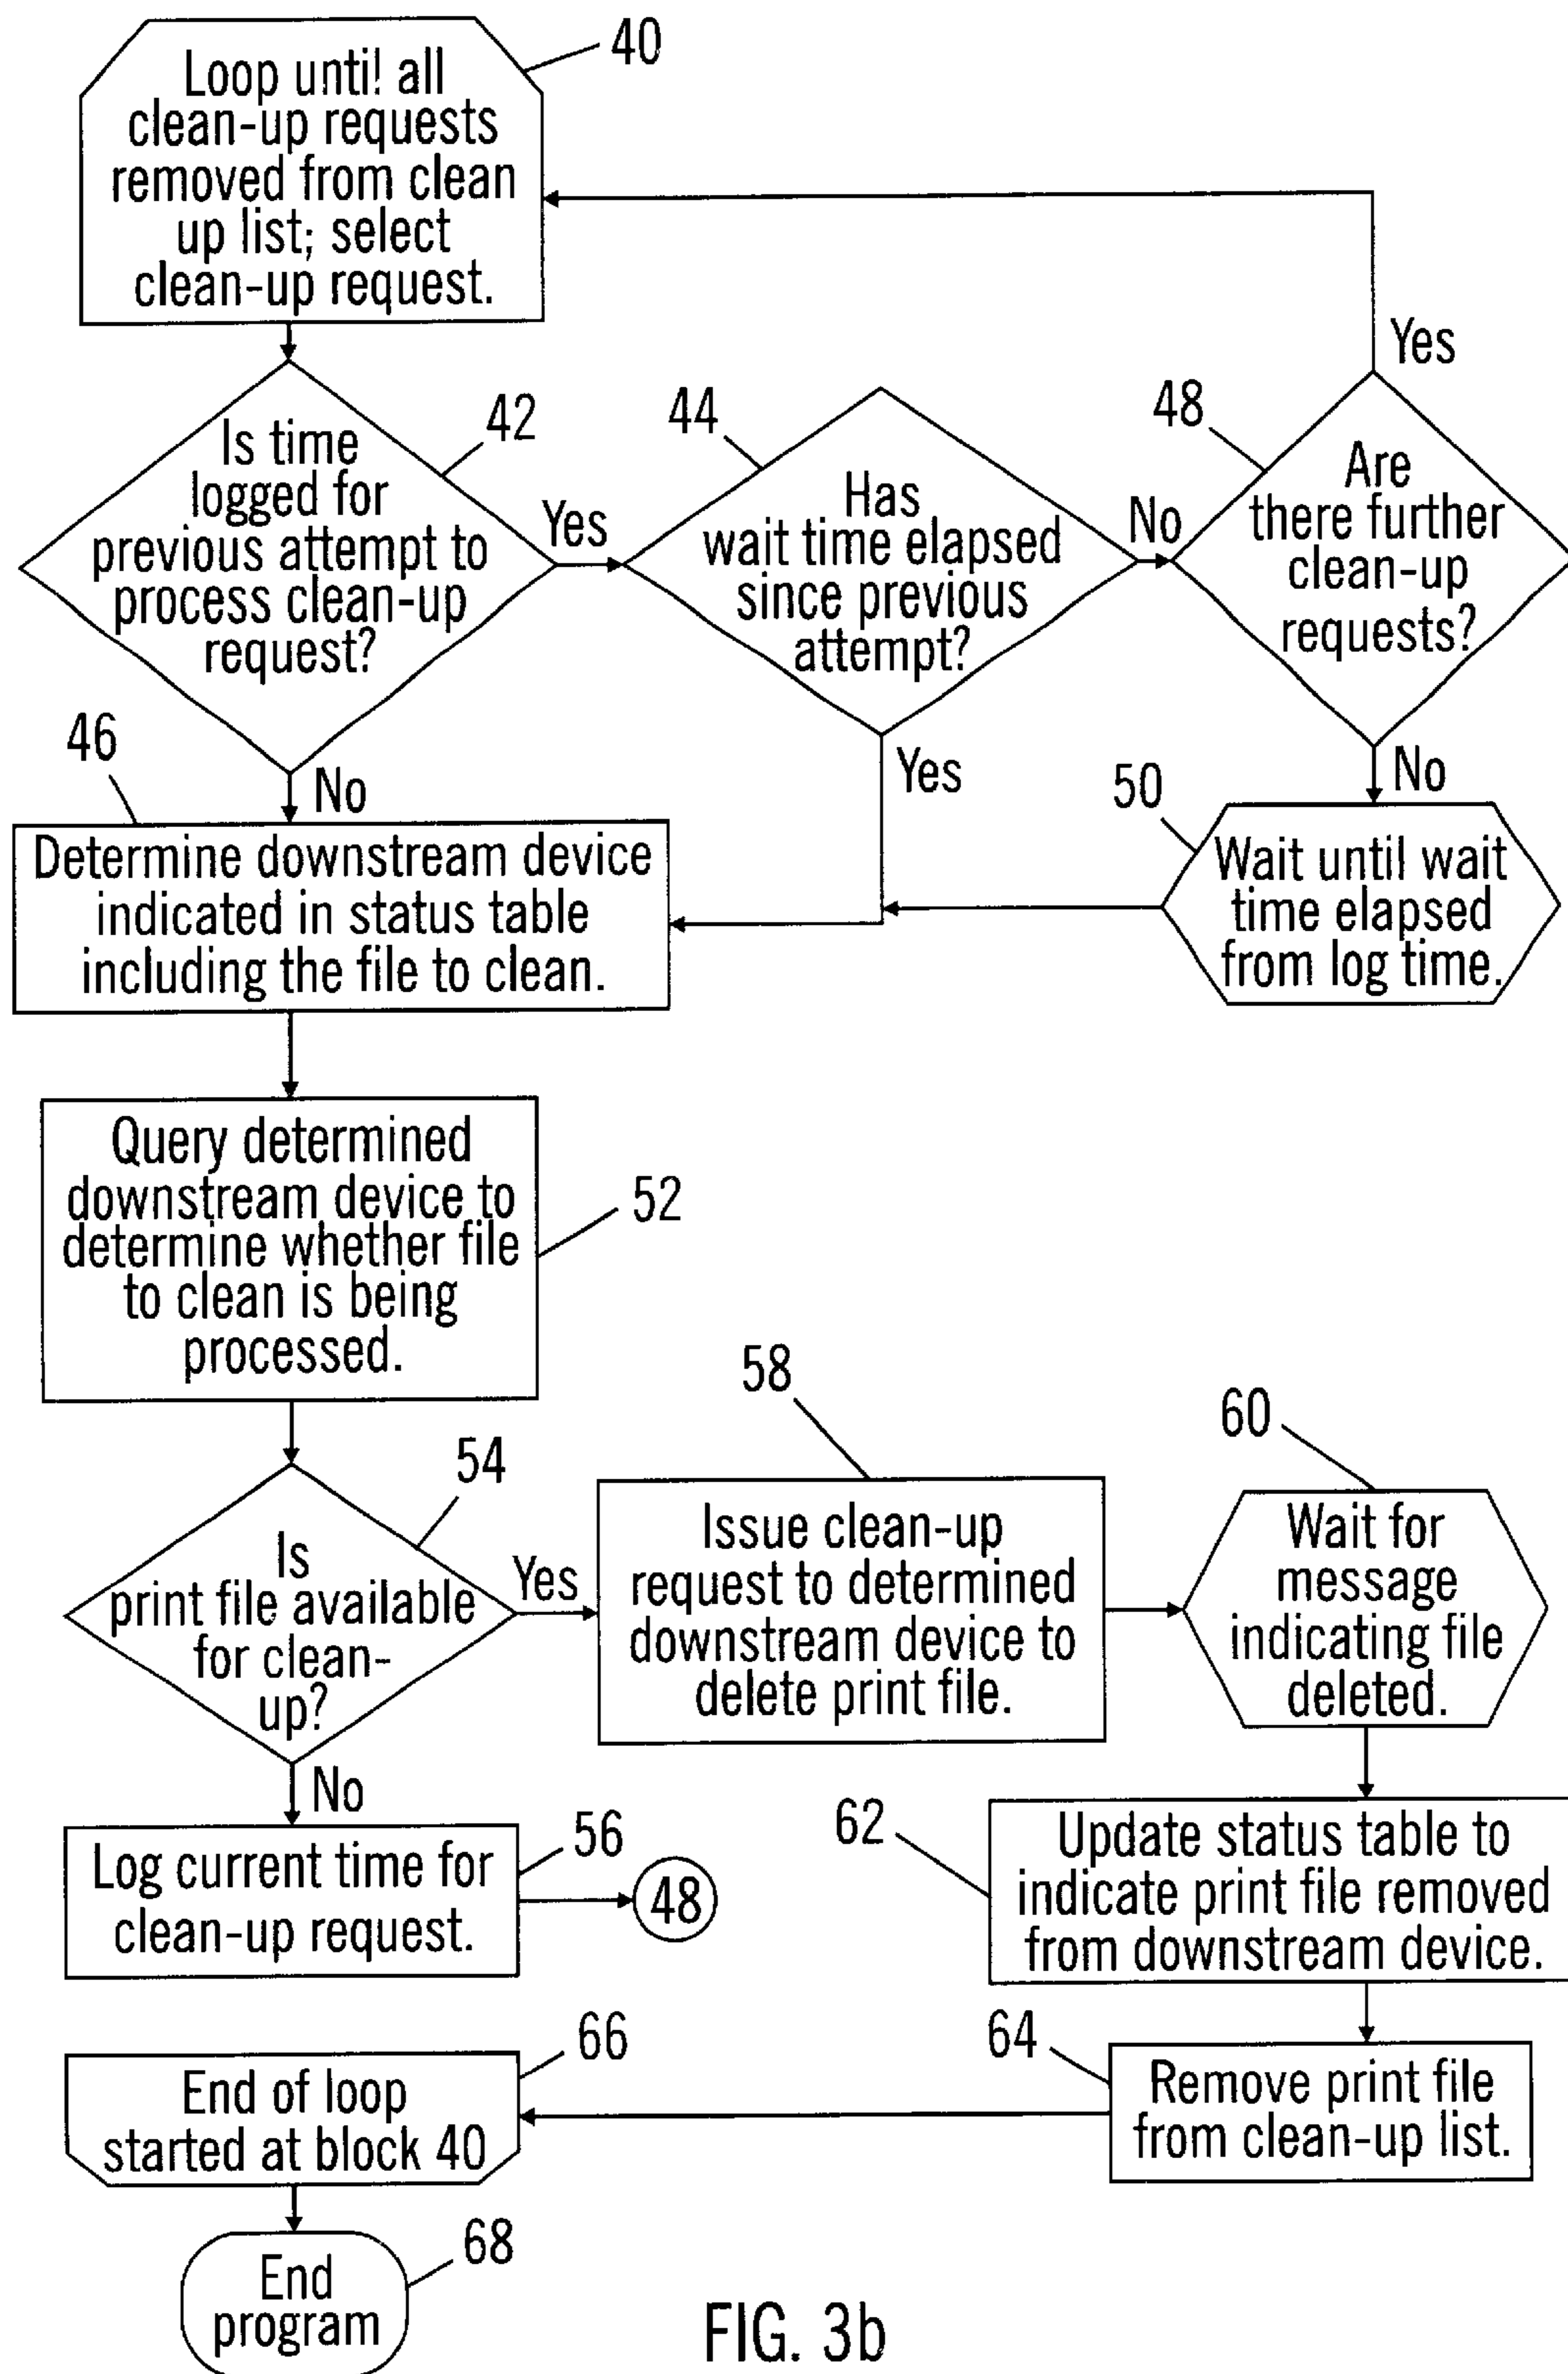 40
Loop until all
clean-up requests
removed from clean
up list; select
clean-up request.
Yes
42
Is time
logged for
previous attempt to
process clean-up
request?
Yes
44
Has
wait time elapsed
since previous
attempt?
No
48
Are
there further
clean-up
requests?
46
No
Yes
50
No
Determine downstream device
indicated in status table
including the file to clean.
Wait until wait
time elapsed
from log time.
Query determined
downstream device to
determine whether file
to clean is being
processed.
52
54
Is
print file available
for clean-
up?
Yes
58
Issue clean-up
request to determined
downstream device to
delete print file.
60
Wait for
message
indicating file
deleted.
No
56
Log current time for
clean-up request.
48
62
Update status table to
indicate print file removed
from downstream device.
66
End of loop
started at block 40
64
Remove print file
from clean-up list.
68
End
program
FIG. 3b